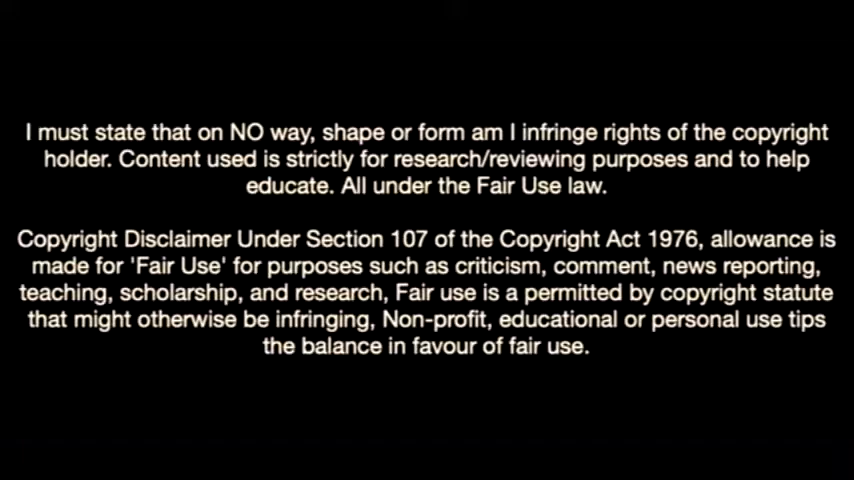 I must state that on NO way, shape or form am I infringe rights of the copyright
holder. Content used is strictly for research/reviewing purposes and to help
educate. All under the Fair Use law.
Copyright Disclaimer Under Section 107 of the Copyright Act 1976, allowance is
made for 'Fair Use' for purposes such as criticism, comment, news reporting,
teaching, scholarship, and research, Fair use is a permitted by copyright statute
that might otherwise be infringing, Non-profit, educational or personal use tips
the balance in favour of fair use.